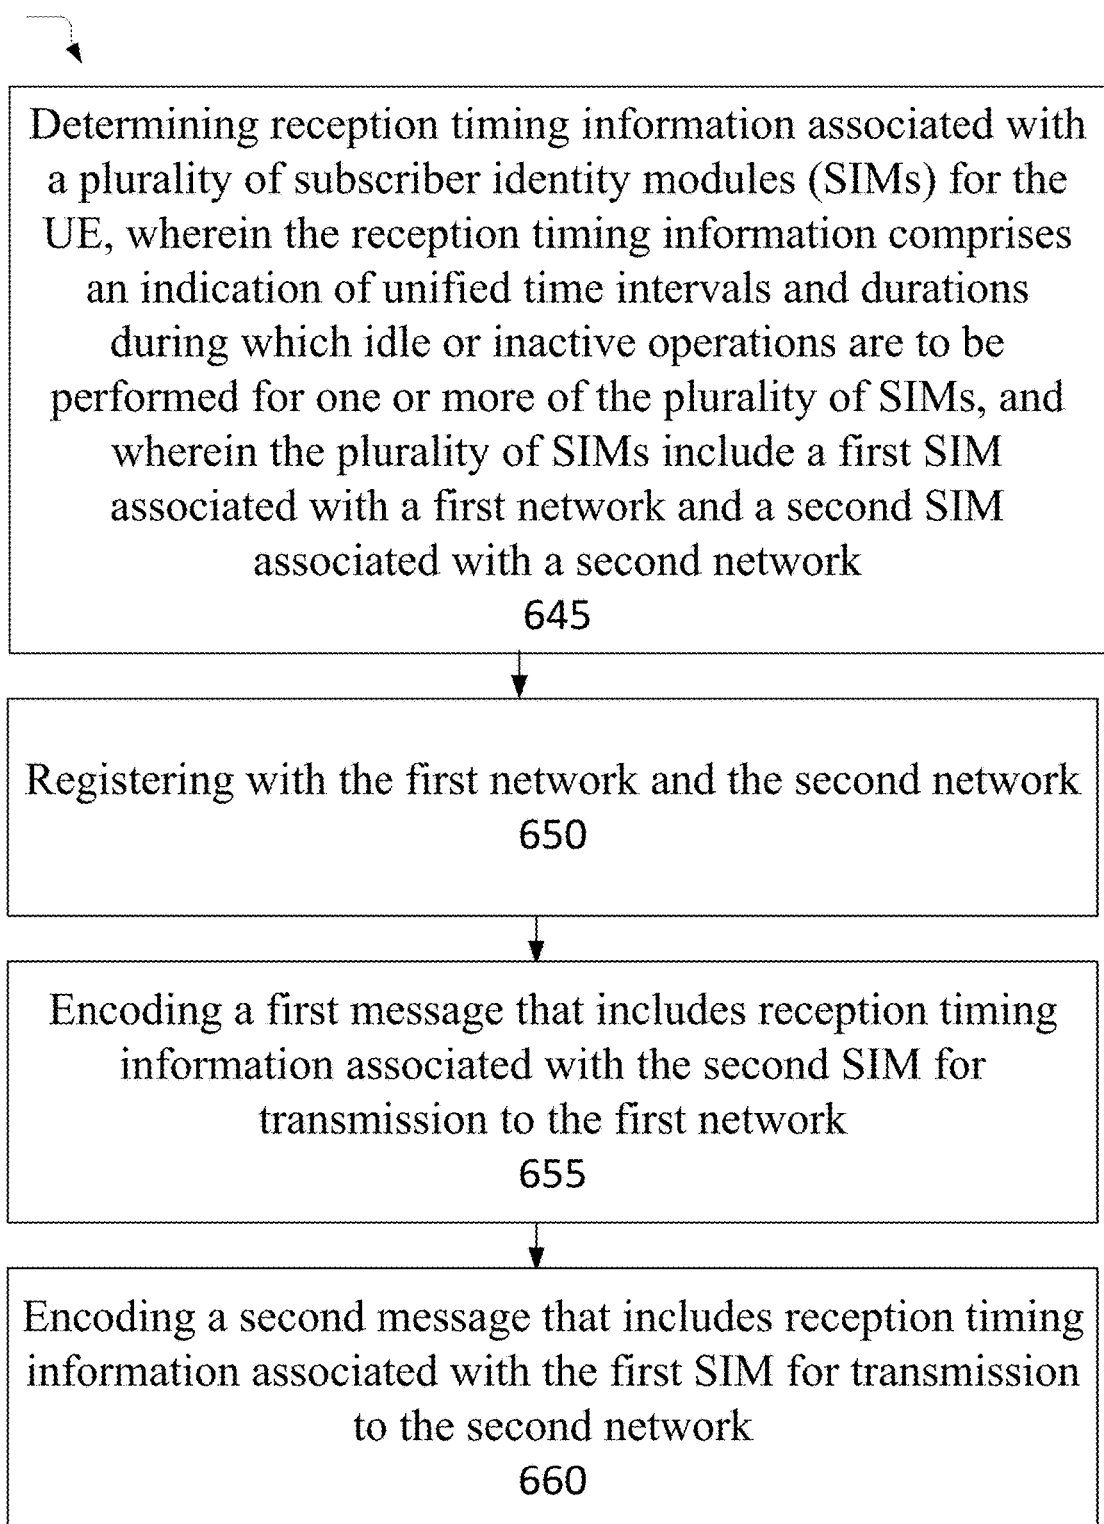 Determining reception timing information associated with
a plurality of subscriber identity modules (SIMs) for the
UE, wherein the reception timing information comprises
an indication of unified time intervals and durations
during which idle or inactive operations are to be
performed for one or more of the plurality of SIMs, and
wherein the plurality of SIMs include a first SIM
associated with a first network and a second SIM
associated with a second network
645
Registering with the first network and the second network
650
Encoding a first message that includes reception timing
information associated with the second SIM for
transmission to the first network
655
Encoding a second message that includes reception timing
information associated with the first SIM for transmission
to the second network
660